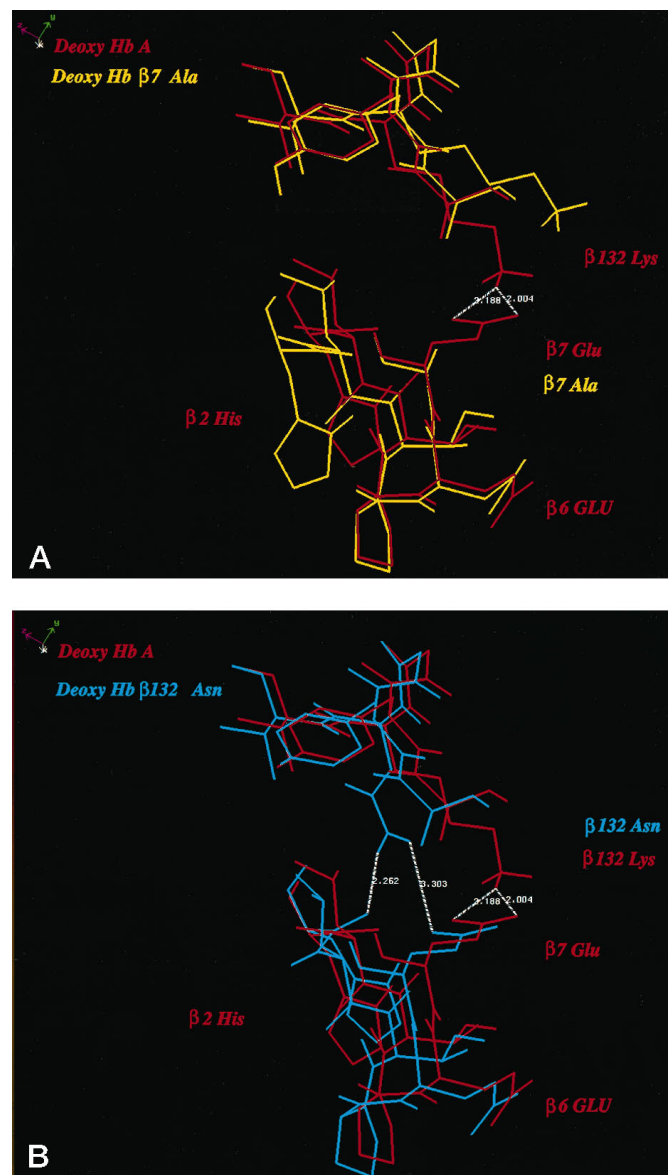 z y
x
Deoxy Hb A
Deoxy Hb β7 Ala
β132 Lys
3.188 2.004
β7 Glu
β7 Ala
β2 His
β6 GLU
A
z y
x
Deoxy Hb A
Deoxy Hb β132 Asn
β132 Asn
β132 Lys
2.262 3.303 3.188 2.004
β7 Glu
β2 His
β6 GLU
B